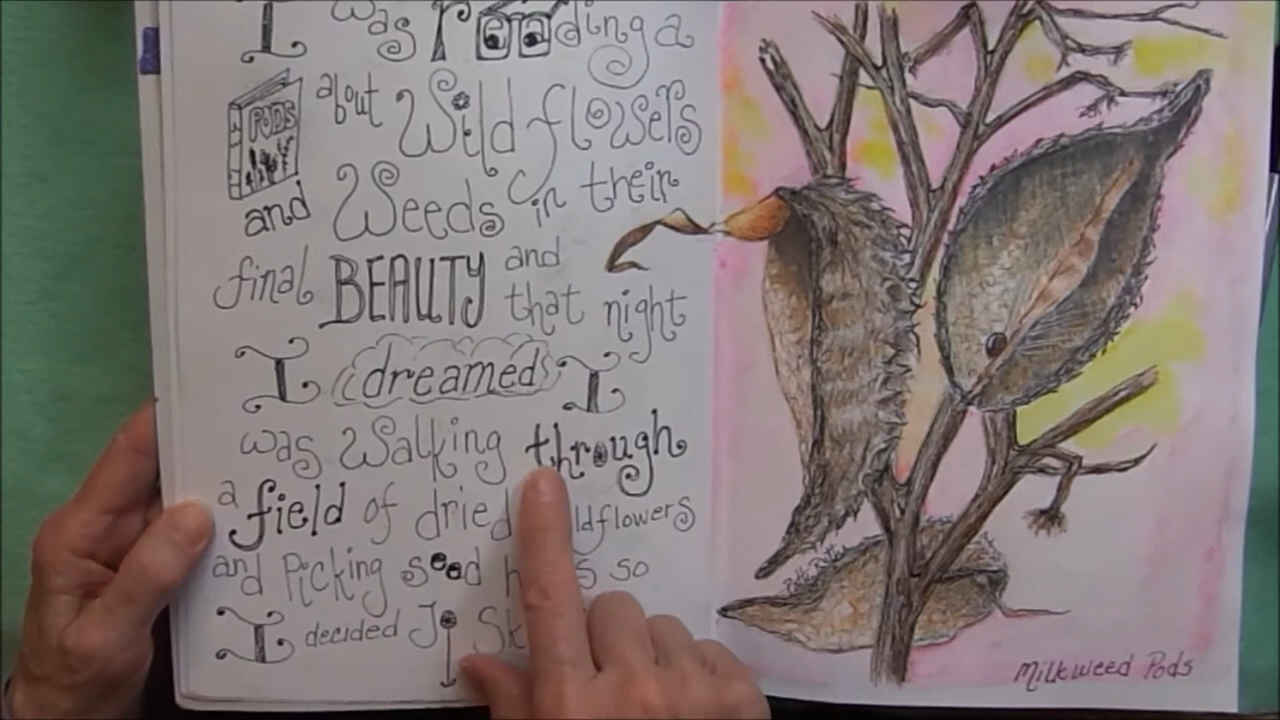 I was reading a
PODS
about Wildflowers
and Weeds in their
final BEAUTY and
that night
I dreamed I
was Walking through
a field of dried
and Picking seed so
I decided
Milkweed Pods